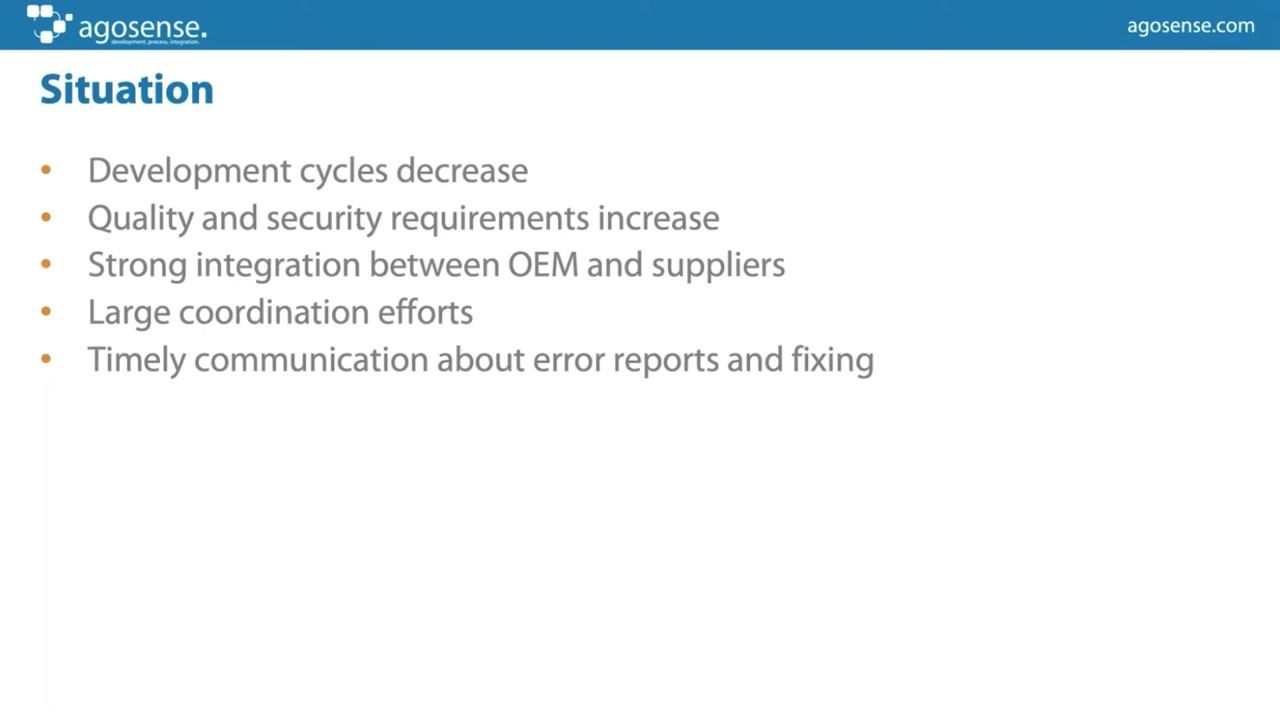 agosense.
development, process, integration.
agosense.com
Situation
• Development cycles decrease
• Quality and security requirements increase
• Strong integration between OEM and suppliers
• Large coordination efforts
• Timely communication about error reports and fixing